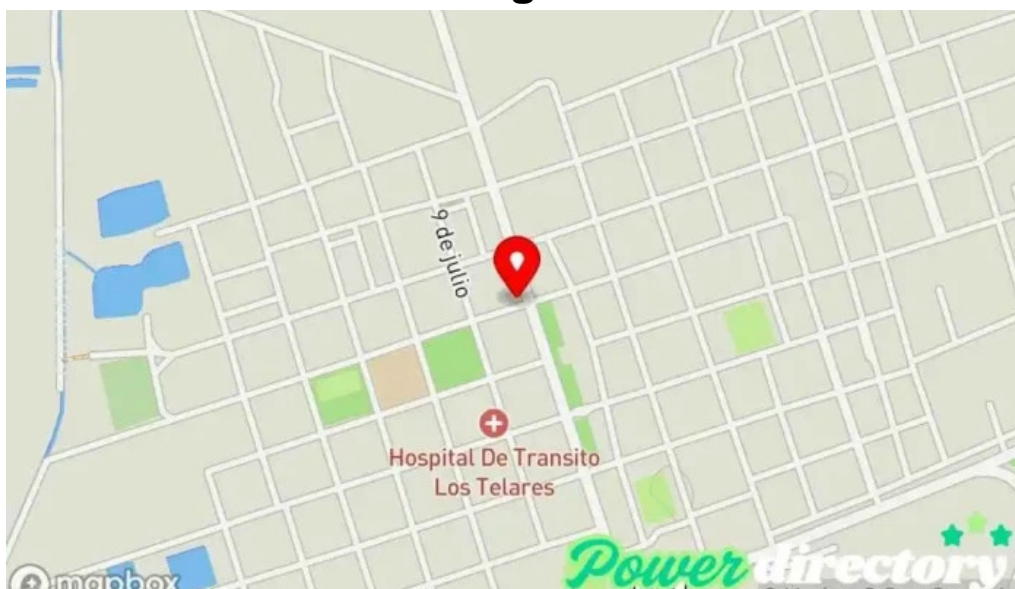 g
9 de julio
Hospital De Transito
Los Telares
Power directory
mapbox